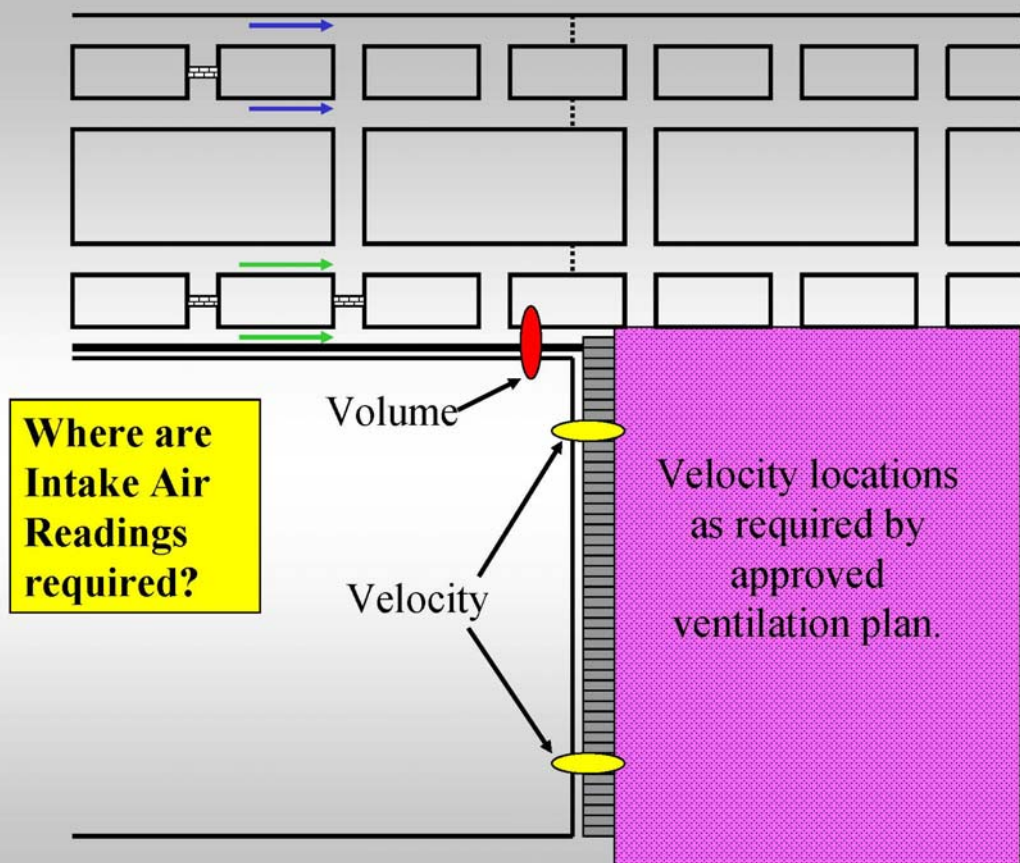 Volume
Where are
Intake Air
Readings
required?
Velocity
Velocity locations
as required by
approved
ventilation plan.